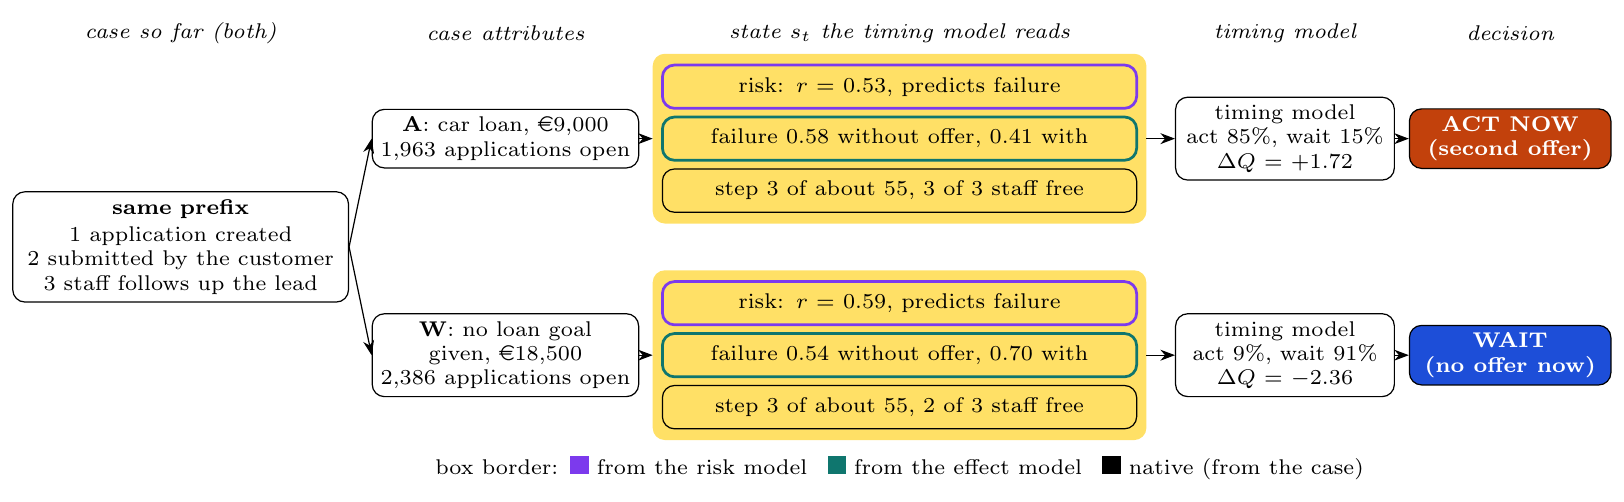 case so far (both)
case attributes
state s_t the timing model reads
timing model
decision
same prefix
1 application created
2 submitted by the customer
3 staff follows up the lead
A: car loan, €9,000
1,963 applications open
risk: r = 0.53, predicts failure
failure 0.58 without offer, 0.41 with
step 3 of about 55, 3 of 3 staff free
timing model
act 85%, wait 15%
ΔQ = +1.72
ACT NOW
(second offer)
W: no loan goal
given, €18,500
2,386 applications open
risk: r = 0.59, predicts failure
failure 0.54 without offer, 0.70 with
step 3 of about 55, 2 of 3 staff free
timing model
act 9%, wait 91%
ΔQ = −2.36
WAIT
(no offer now)
box border: from the risk model from the effect model native (from the case)